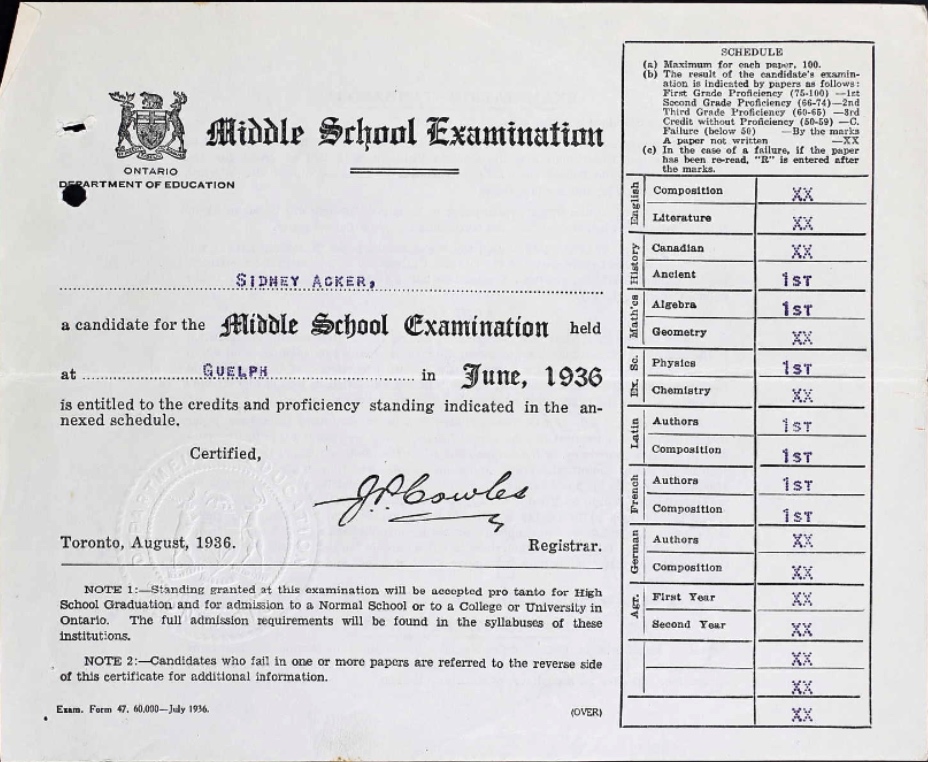 ONTARIO
DEPARTMENT OF EDUCATION
Middle School Examination
SIDNEY ACKER,
a candidate for the Middle School Examination held
at GUELPH in June, 1936
is entitled to the credits and proficiency standing indicated in the an-
nexed schedule.
Certified,
J.P. Cowles
Toronto, August, 1936. Registrar.
NOTE 1:—Standing granted at this examination will be accepted pro tanto for High
School Graduation and for admission to a Normal School or to a College or University in
Ontario. The full admission requirements will be found in the syllabuses of these
institutions.
NOTE 2:—Candidates who fail in one or more papers are referred to the reverse side
of this certificate for additional information.
Exam. Form 47. 60,000—July 1936. (OVER)
SCHEDULE
(a) Maximum for each paper, 100.
(b) The result of the candidate's examin-
ation is indicated by papers as follows:
First Grade Proficiency (75-100) —1st
Second Grade Proficiency (66-74)—2nd
Third Grade Proficiency (60-65) —3rd
Credit without Proficiency (50-59) —C.
Failure (below 50) —By the marks
A paper not written —XX
(c) In the case of a failure, if the paper
has been re-read, "R" is entered after
the marks.
English
Composition XX
Literature XX
History
Canadian XX
Ancient 1ST
Math'cs
Algebra 1ST
Geometry XX
Ex. Sc.
Physics 1ST
Chemistry XX
Latin
Authors 1ST
Composition 1ST
French
Authors 1ST
Composition 1ST
German
Authors XX
Composition XX
Agr.
First Year XX
Second Year XX
XX
XX
XX